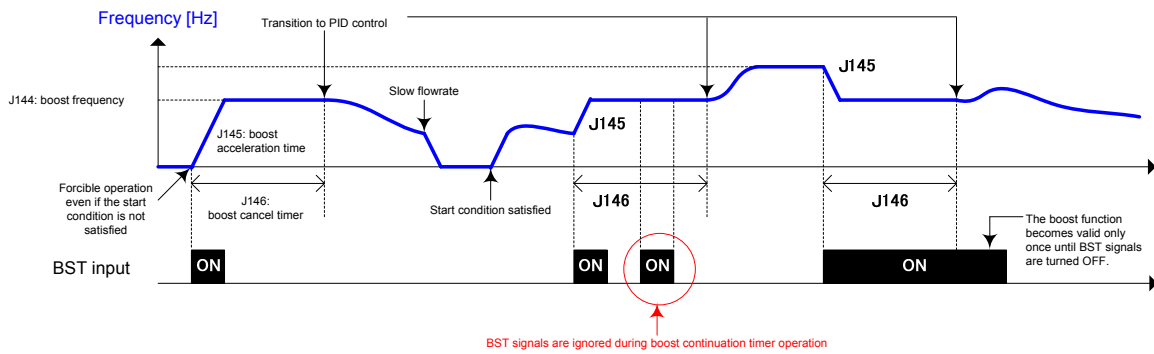 Frequency [Hz]
Transition to PID control
J145
J144: boost frequency
Slow flowrate
J145: boost
acceleration time
J145
Forcible operation
even if the start
condition is not
satisfied
J146:
boost cancel timer
Start condition satisfied
J146
J146
The boost function
becomes valid only
once until BST signals
are turned OFF.
BST input
ON
ON
ON
ON
BST signals are ignored during boost continuation timer operation